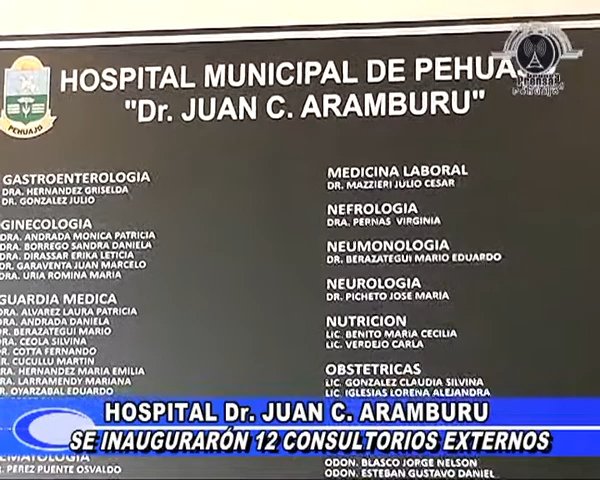 HOSPITAL MUNICIPAL DE PEHUA
"Dr. JUAN C. ARAMBURU"
PEHUAJO
Prensa
GASTROENTEROLOGIA
DRA. HERNANDEZ GRISELDA
DR. GONZALEZ JULIO
GINECOLOGIA
DRA. ANDRADA MONICA PATRICIA
DRA. BORREGO SANDRA DANIELA
DRA. DIRASSAR ERIKA LETICIA
DR. GARAVENTA JUAN MARCELO
DRA. URIA ROMINA MARIA
GUARDIA MEDICA
DRA. ALVAREZ LAURA PATRICIA
DRA. ANDRADA DANIELA
DR. BERAZATEGUI MARIO
DRA. CEOLA SILVINA
DR. COTTA FERNANDO
DR. CUCULLU MARTIN
DRA. HERNANDEZ MARIA EMILIA
DRA. LARRAMENDY MARIANA
DR. OYARZABAL EDUARDO
DR. PEREZ PUENTE OSVALDO
MEDICINA LABORAL
DR. MAZZIERI JULIO CESAR
NEFROLOGIA
DRA. PERNAS VIRGINIA
NEUMONOLOGIA
DR. BERAZATEGUI MARIO EDUARDO
NEUROLOGIA
DR. PICHETO JOSE MARIA
NUTRICION
LIC. BENITO MARIA CECILIA
LIC. VERDEJO CARLA
OBSTETRICAS
LIC. GONZALEZ CLAUDIA SILVINA
LIC. IGLESIAS LORENA ALEJANDRA
ODON. BLASCO JORGE NELSON
ODON. ESTEBAN GUSTAVO DANIEL
HOSPITAL Dr. JUAN C. ARAMBURU
SE INAUGURARÓN 12 CONSULTORIOS EXTERNOS